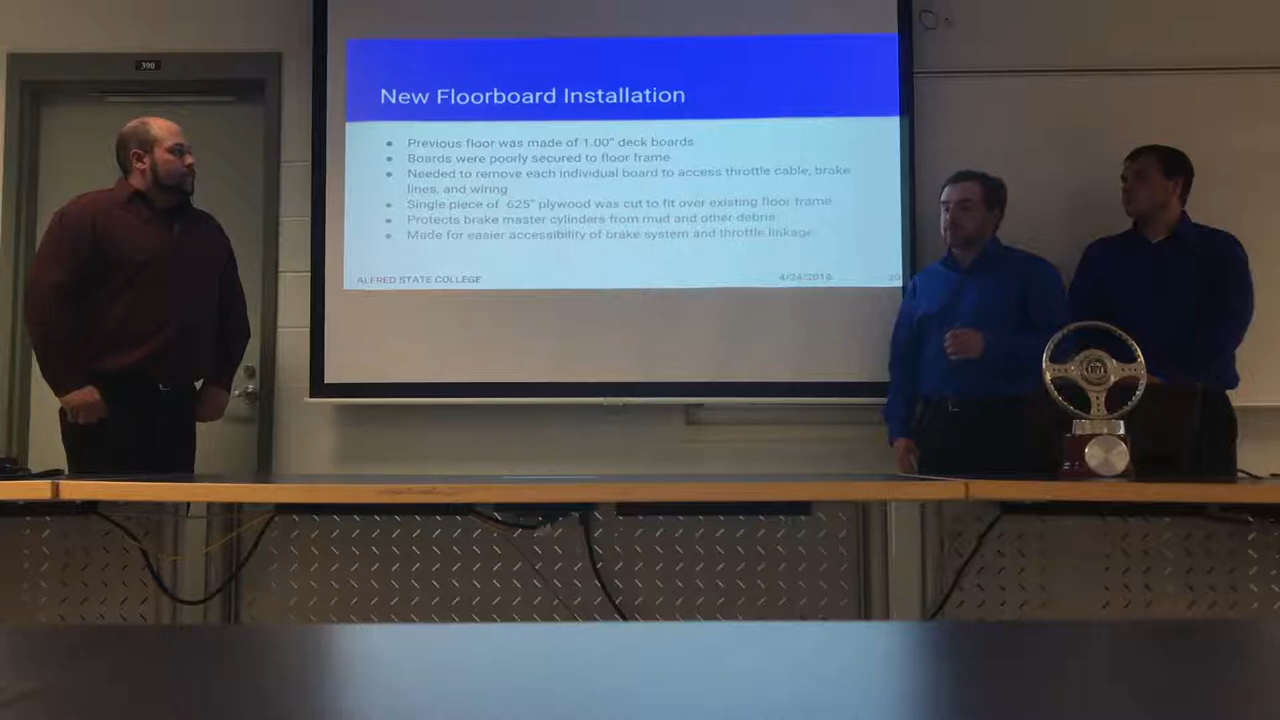 390
New Floorboard Installation
Previous floor was made of 1.00" deck boards
Boards were poorly secured to floor frame
Needed to remove each individual board to access throttle cable, brake
lines, and wiring
Single piece of .625" plywood was cut to fit over existing floor frame
Protects brake master cylinders from mud and other debris
Made for easier accessibility of brake system and throttle linkage
ALFRED STATE COLLEGE
4/24/2018
20